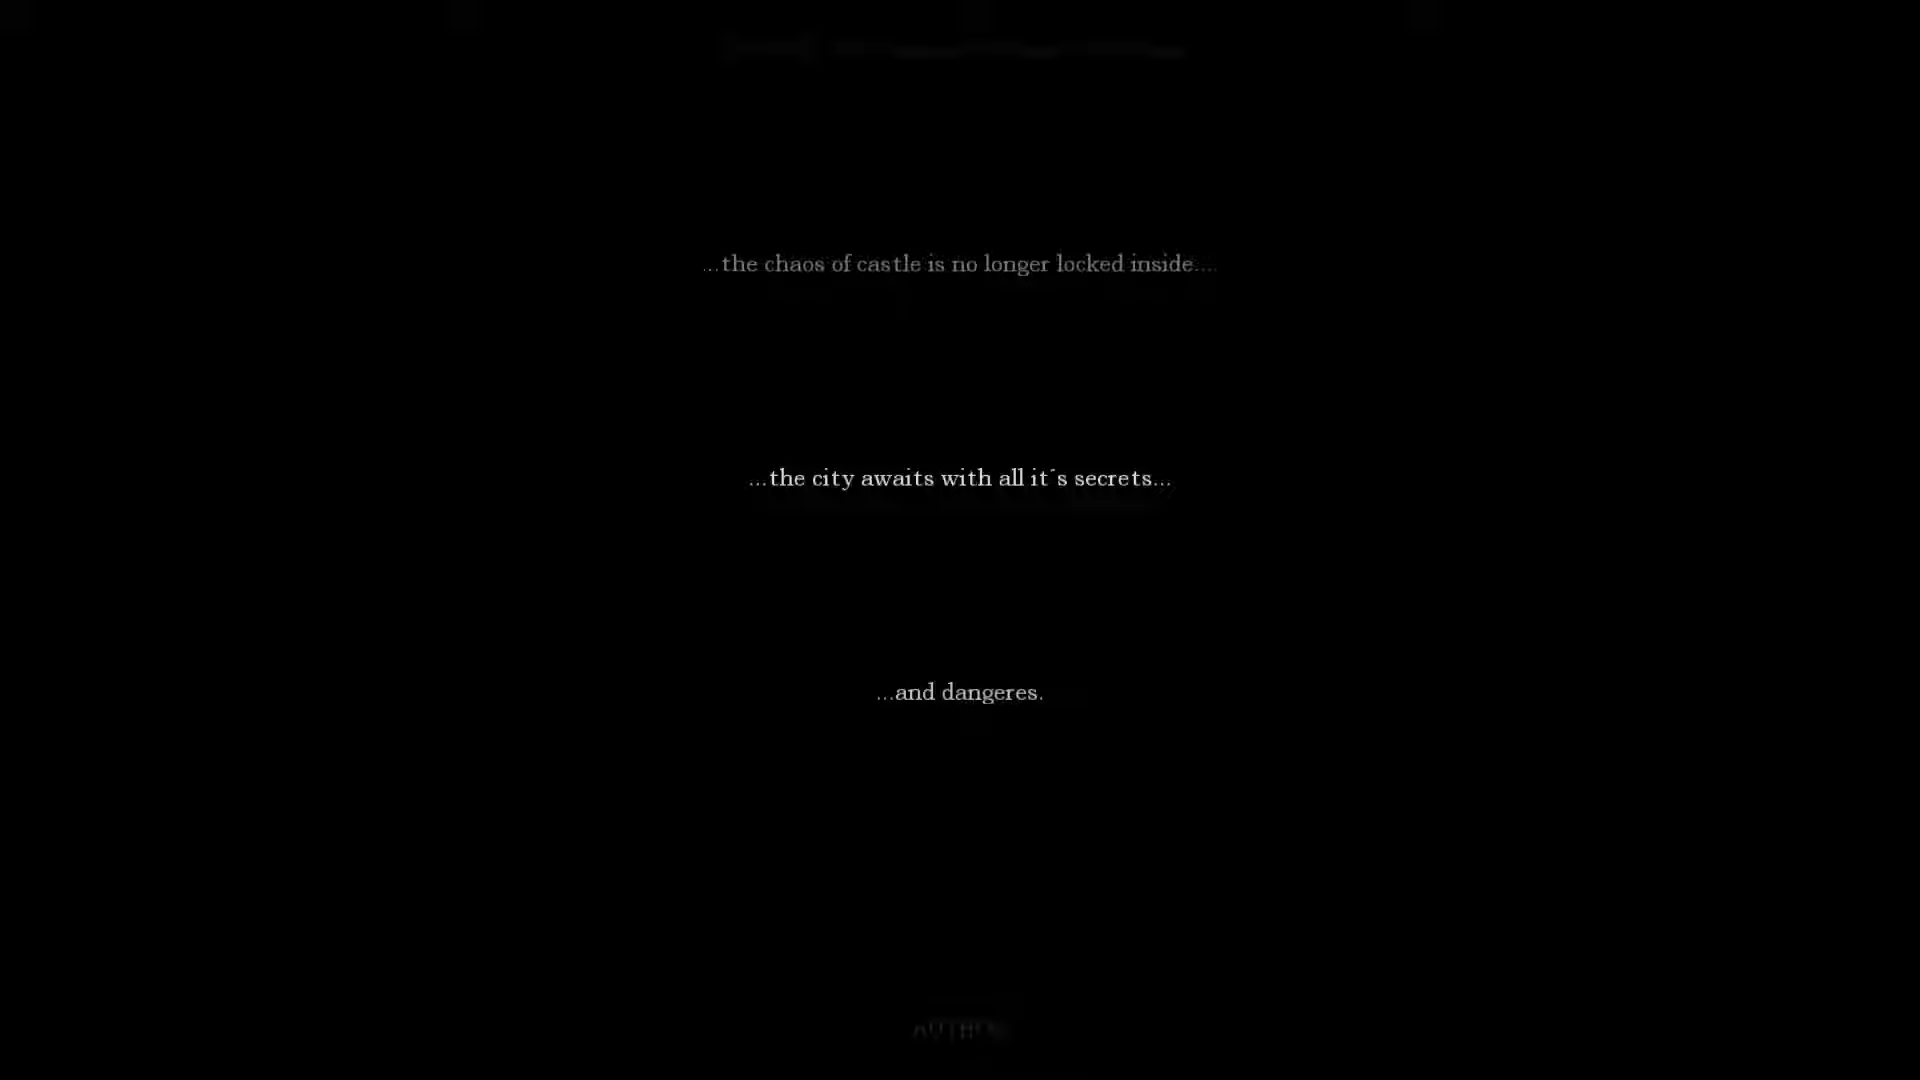 ...the chaos of castle is no longer locked inside....
...the city awaits with all it´s secrets...
...and dangeres.